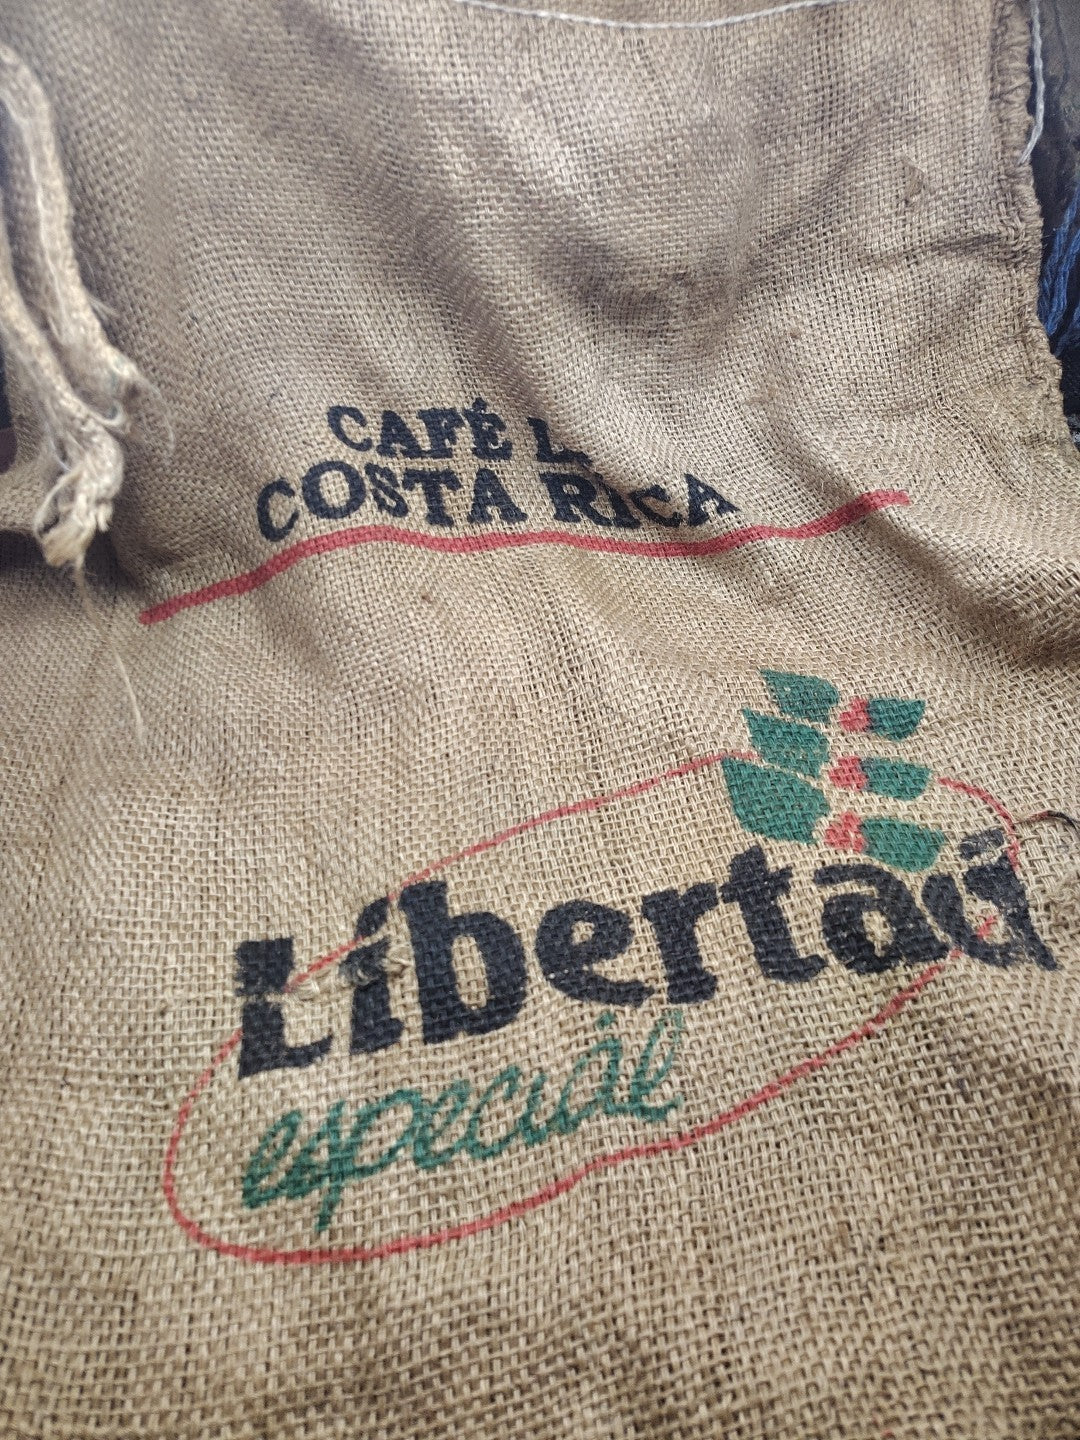 CAFÉ
COSTA RICA
Libertad
especial